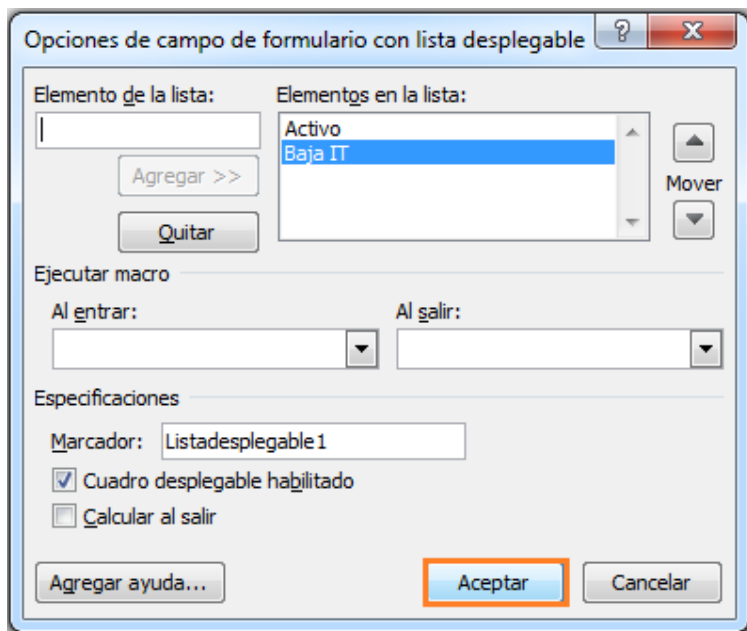 Opciones de campo de formulario con lista desplegable
Elemento de la lista:
Elementos en la lista:
Activo
Baja IT
Agregar >>
Mover
Quitar
Ejecutar macro
Al entrar:
Al salir:
Especificaciones
Marcador:
Listadesplegable1
Cuadro desplegable habilitado
Calcular al salir
Agregar ayuda...
Aceptar
Cancelar